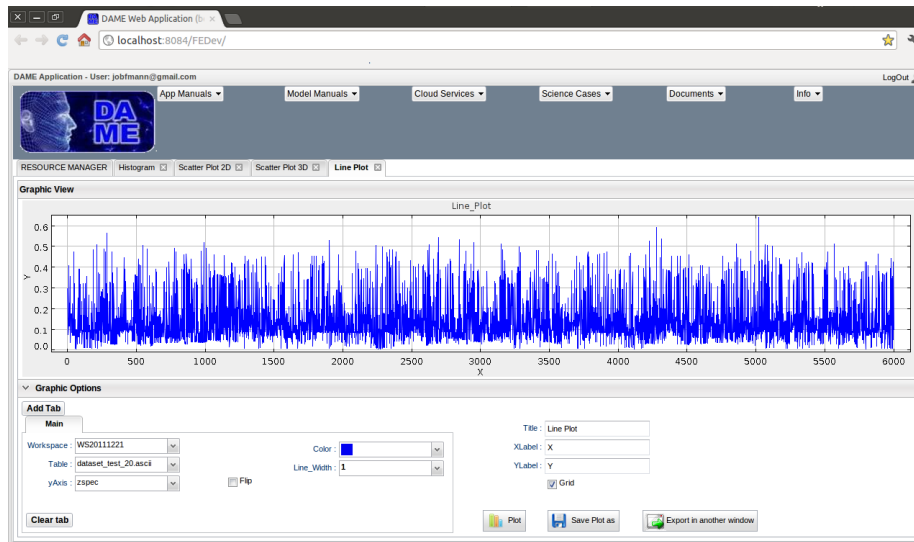 DAME Web Application (b
localhost:8084/FEDev/
DAME Application - User: jobfmann@gmail.com LogOut
DA
ME
App Manuals Model Manuals Cloud Services Science Cases Documents Info
RESOURCE MANAGER Histogram Scatter Plot 2D Scatter Plot 3D Line Plot
Graphic View
Line_Plot
0.6
0.5
0.4
0.3
0.2
0.1
0.0
Y
0 500 1000 1500 2000 2500 3000 3500 4000 4500 5000 5500 6000
X
Graphic Options
Add Tab
Main
Workspace : WS20111221
Table : dataset_test_20.ascii
yAxis : zspec
Flip
Color :
Line_Width : 1
Clear tab
Title : Line Plot
XLabel : X
YLabel : Y
Grid
Plot Save Plot as Export in another window